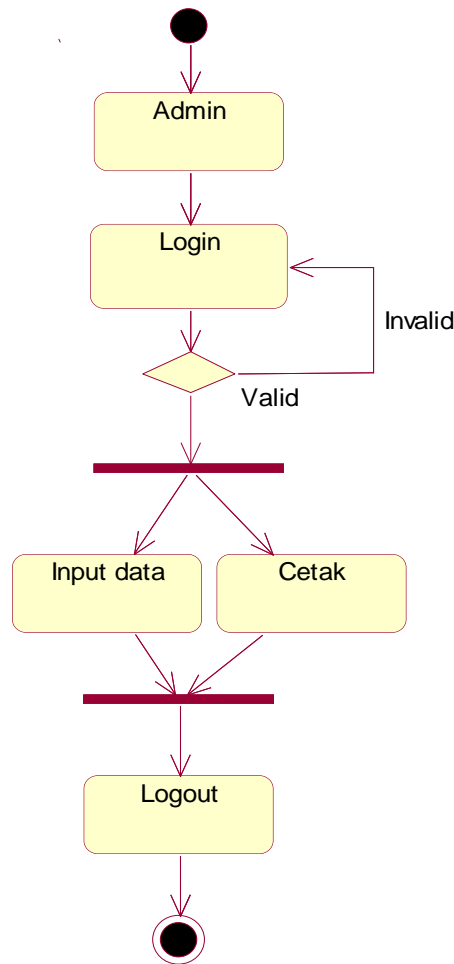 Admin
Login
Invalid
Valid
Input data
Cetak
Logout